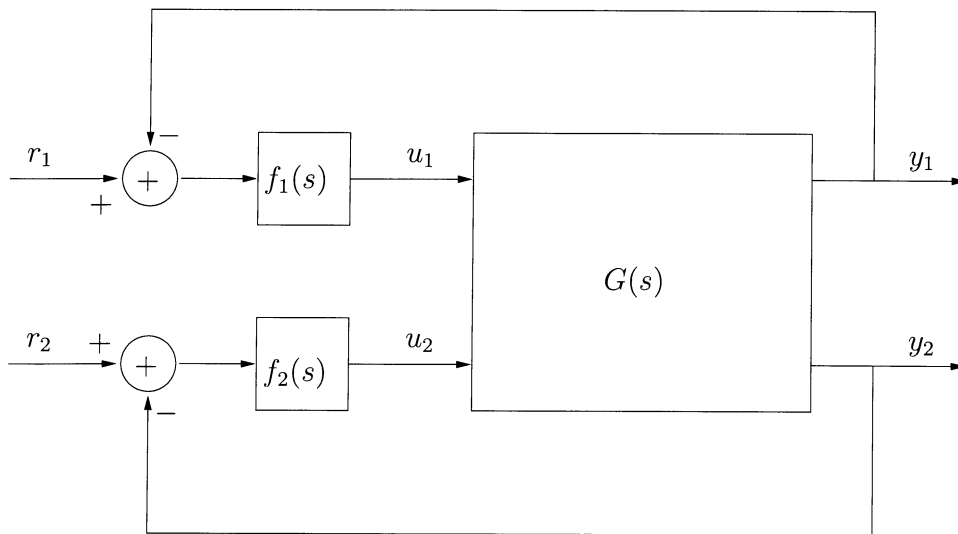 −
r₁
+
+
f₁(s)
u₁
y₁
G(s)
r₂
+
+
f₂(s)
u₂
y₂
−